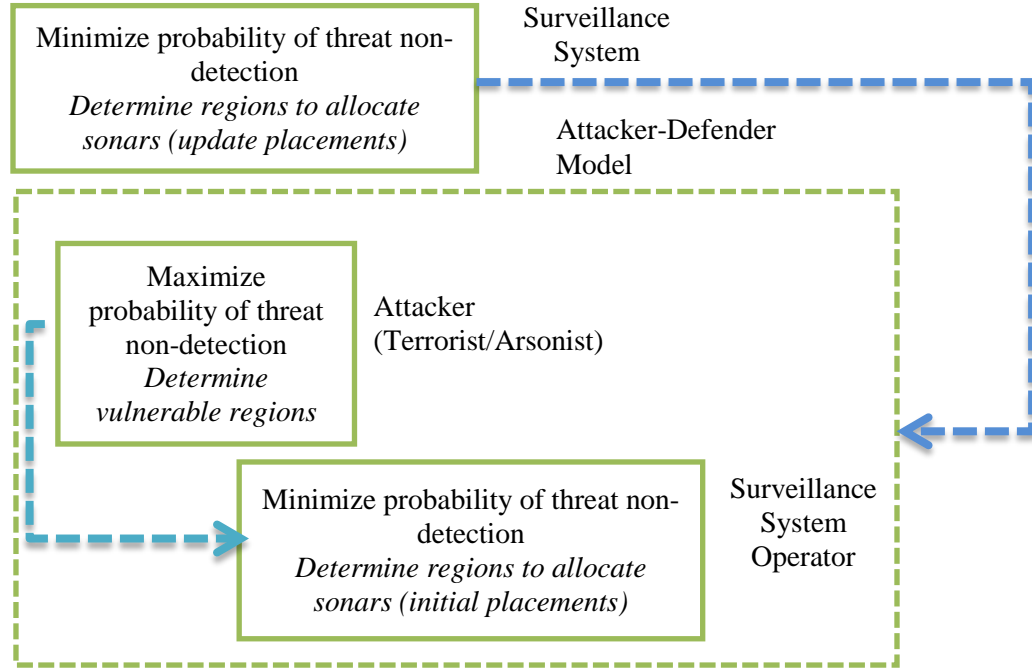 Minimize probability of threat non-
detection
Determine regions to allocate
sonars (update placements)
Surveillance
System
Attacker-Defender
Model
Maximize
probability of threat
non-detection
Determine
vulnerable regions
Attacker
(Terrorist/Arsonist)
Minimize probability of threat non-
detection
Determine regions to allocate
sonars (initial placements)
Surveillance
System
Operator